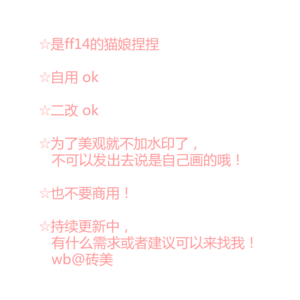 ☆是ff14的猫娘捏捏
☆自用 ok
☆二改 ok
☆为了美观就不加水印了，
不可以发出去说是自己画的哦！
☆也不要商用！
☆持续更新中，
有什么需求或者建议可以来找我！
wb@砖美